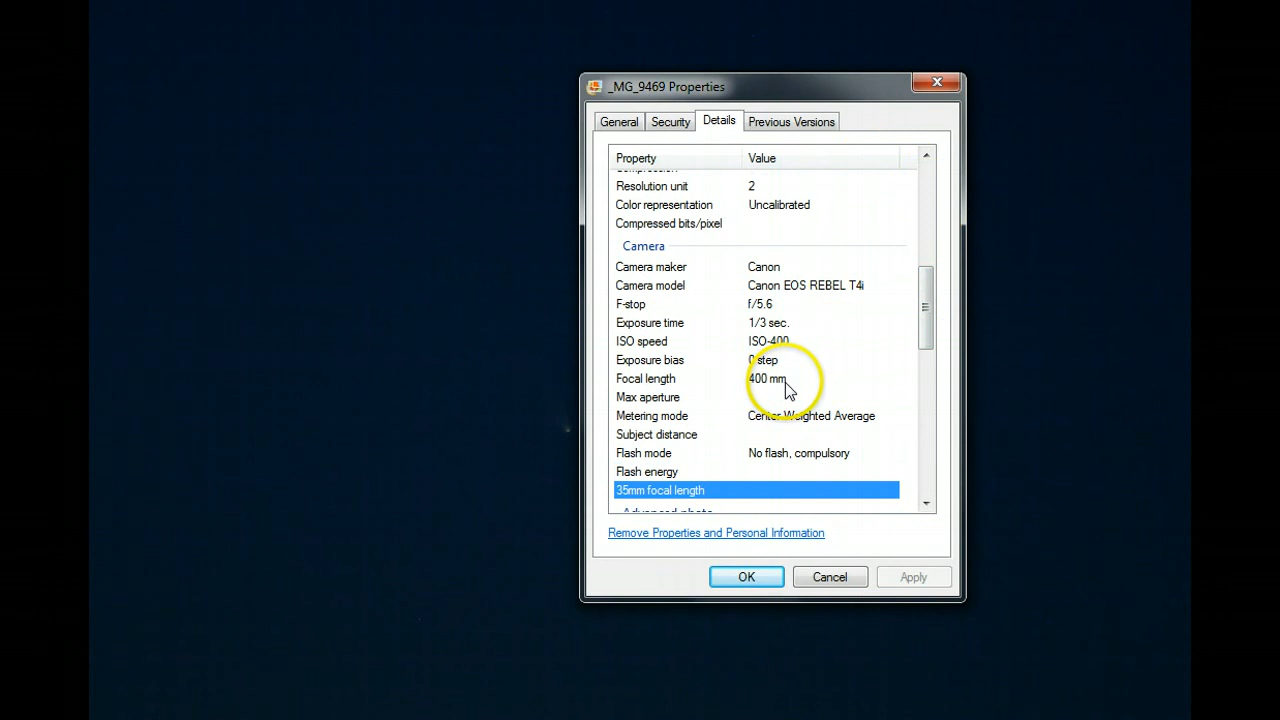 _MG_9469 Properties
General Security Details Previous Versions
Property Value
Compression
Resolution unit 2
Color representation Uncalibrated
Compressed bits/pixel
Camera
Camera maker Canon
Camera model Canon EOS REBEL T4i
F-stop f/5.6
Exposure time 1/3 sec.
ISO speed ISO-400
Exposure bias 0 step
Focal length 400 mm
Max aperture
Metering mode Center Weighted Average
Subject distance
Flash mode No flash, compulsory
Flash energy
35mm focal length
Advanced photo
Remove Properties and Personal Information
OK Cancel Apply